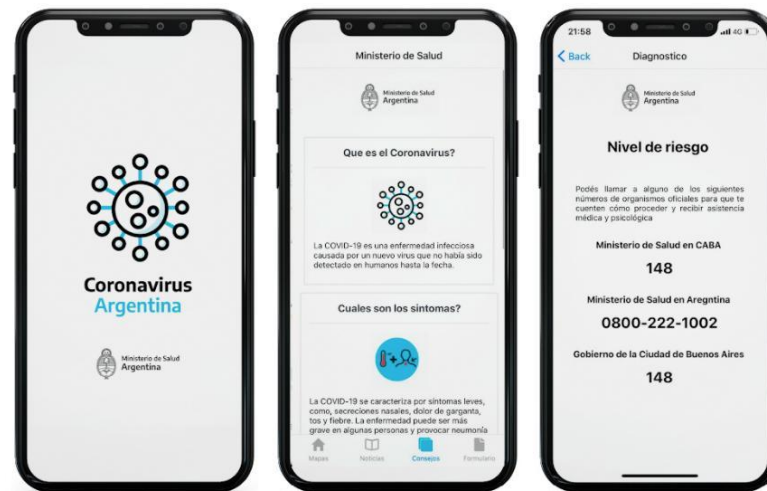 Coronavirus
Argentina
Ministerio de Salud
Argentina
Ministerio de Salud
Ministerio de Salud
Argentina
Que es el Coronavirus?
La COVID-19 es una enfermedad infecciosa
causada por un nuevo virus que no había sido
detectado en humanos hasta la fecha.
Cuales son los sintomas?
La COVID-19 se caracteriza por síntomas leves,
como, secreciones nasales, dolor de garganta,
tos y fiebre. La enfermedad puede ser más
grave en algunas personas y provocar neumonía
Mapas
Noticias
Consejos
Formulario
21:58
4G
Back
Diagnostico
Ministerio de Salud
Argentina
Nivel de riesgo
Podés llamar a alguno de los siguientes
números de organismos oficiales para que te
cuenten cómo proceder y recibir asistencia
médica y psicológica
Ministerio de Salud en CABA
148
Ministerio de Salud en Aregntina
0800-222-1002
Gobierno de la Ciudad de Buenos Aires
148